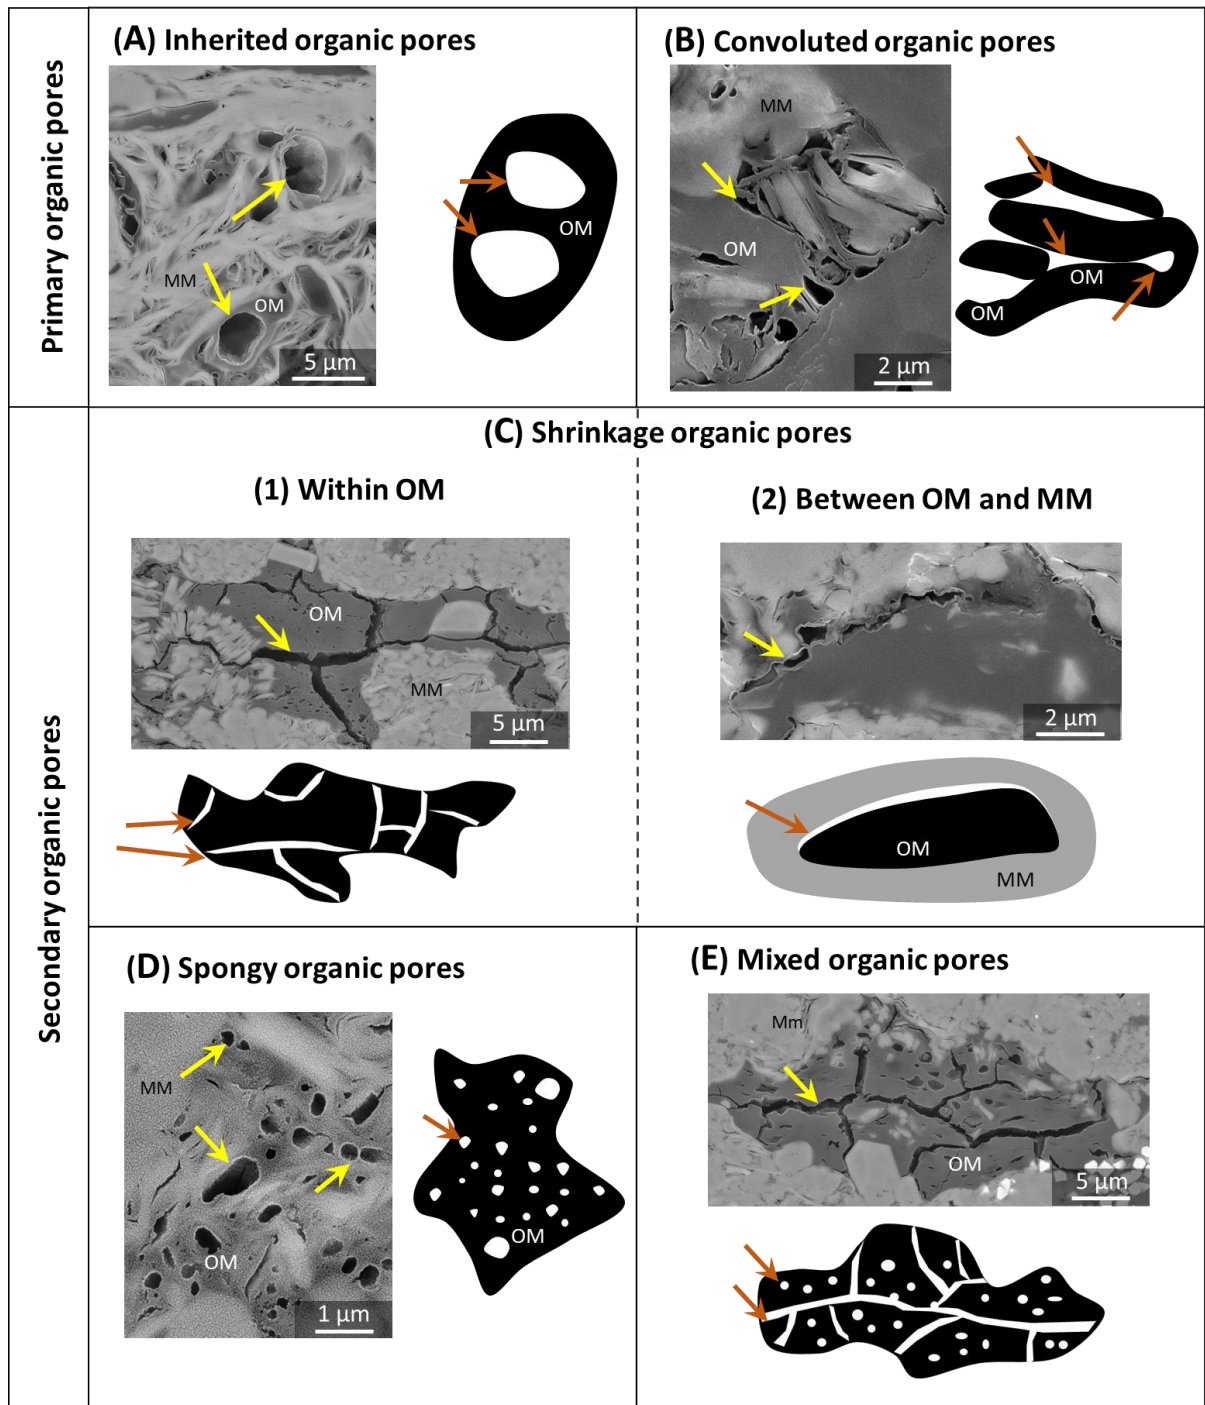 Primary organic pores
(A) Inherited organic pores
MM
OM
5 µm
OM
(B) Convoluted organic pores
MM
OM
2 µm
OM
OM
Secondary organic pores
(C) Shrinkage organic pores
(1) Within OM
OM
MM
5 µm
(2) Between OM and MM
2 µm
OM
MM
(D) Spongy organic pores
MM
OM
1 µm
OM
(E) Mixed organic pores
Mm
OM
5 µm